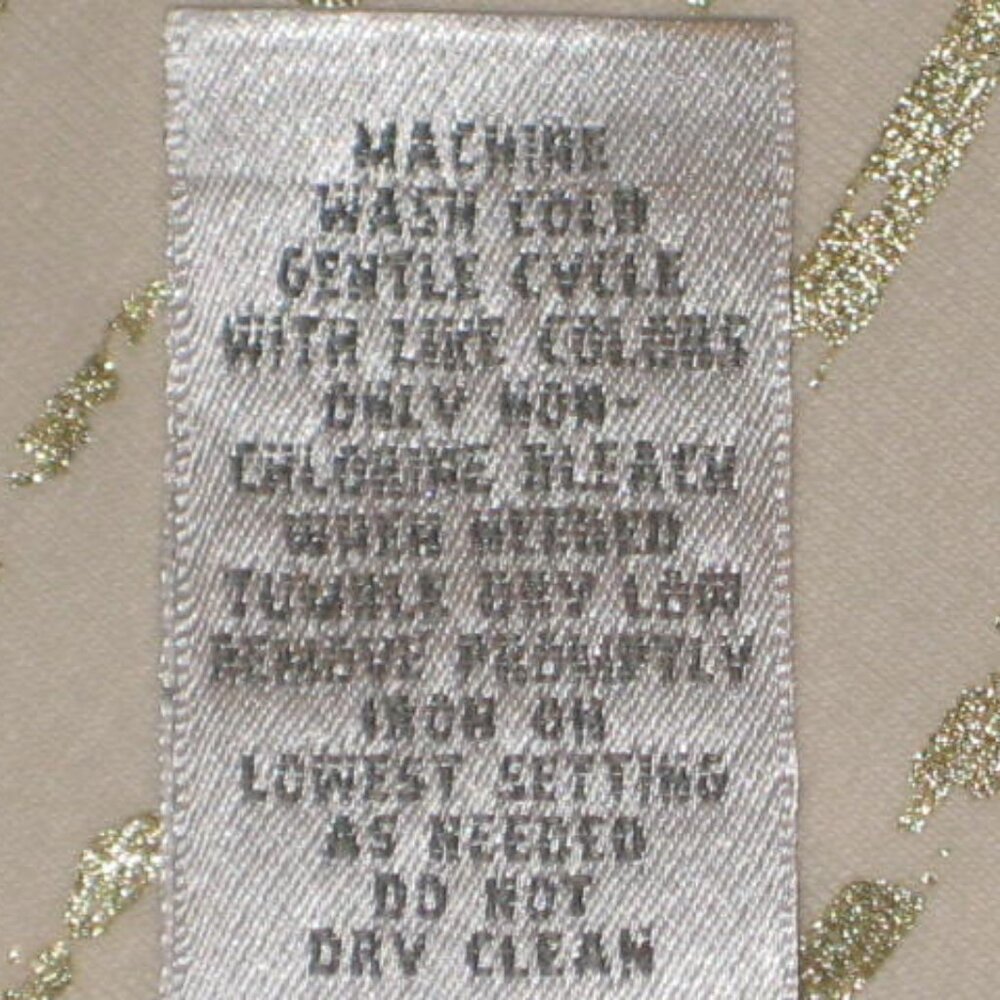 MACHINE
WASH COLD
GENTLE CYCLE
WITH LIKE COLORS
ONLY NON-
CHLORINE BLEACH
WHEN NEEDED
TUMBLE DRY LOW
REMOVE PROMPTLY
IRON ON
LOWEST SETTING
AS NEEDED
DO NOT
DRY CLEAN